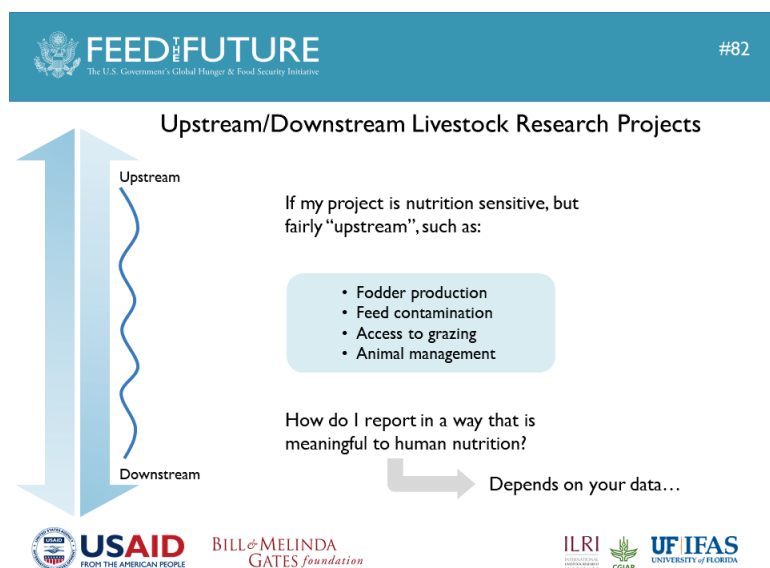 FEED THE FUTURE
The U.S. Government's Global Hunger & Food Security Initiative
#82
Upstream/Downstream Livestock Research Projects
Upstream
If my project is nutrition sensitive, but
fairly “upstream”, such as:
• Fodder production
• Feed contamination
• Access to grazing
• Animal management
How do I report in a way that is
meaningful to human nutrition?
Downstream
Depends on your data…
USAID
FROM THE AMERICAN PEOPLE
BILL & MELINDA
GATES foundation
ILRI
CGIAR
UF IFAS
UNIVERSITY of FLORIDA